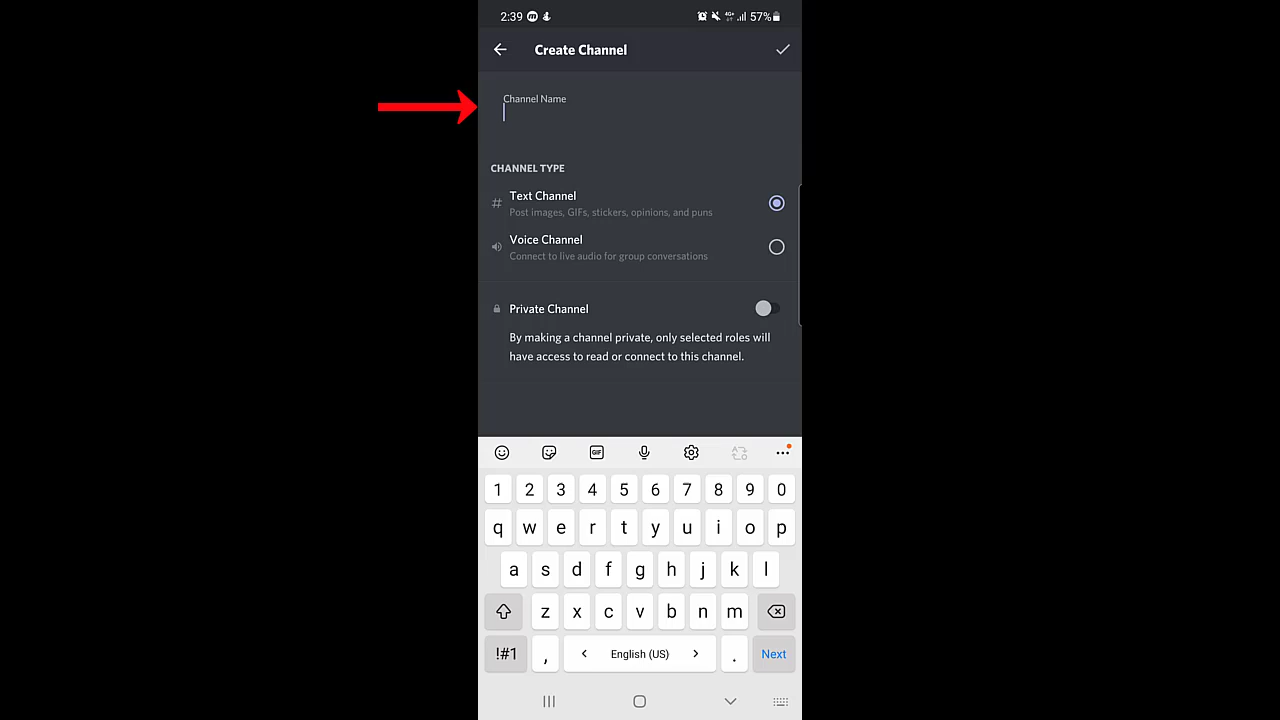 2:39 4G+ 57%
Create Channel
Channel Name
CHANNEL TYPE
# Text Channel
Post images, GIFs, stickers, opinions, and puns
Voice Channel
Connect to live audio for group conversations
Private Channel
By making a channel private, only selected roles will
have access to read or connect to this channel.
GIF
1 2 3 4 5 6 7 8 9 0
q w e r t y u i o p
a s d f g h j k l
z x c v b n m
!#1 , < English (US) > . Next